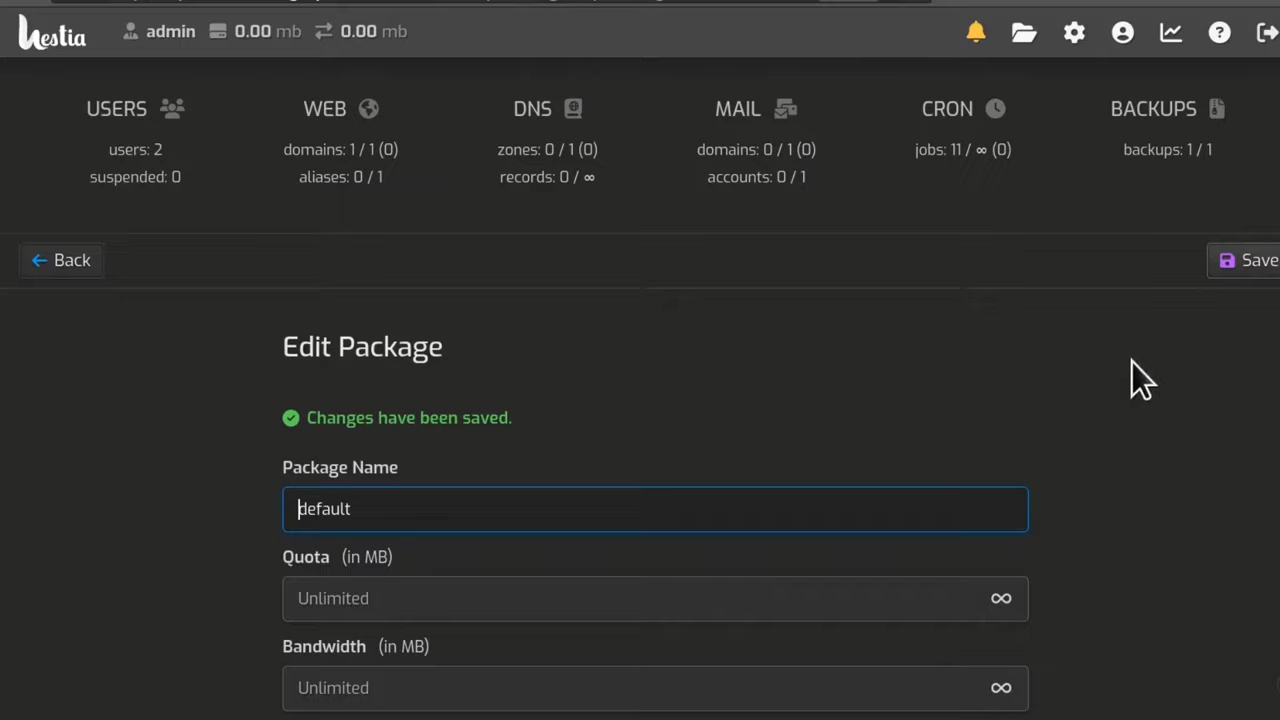 hestia admin 0.00 mb 0.00 mb
USERS WEB DNS MAIL CRON BACKUPS
users: 2 domains: 1 / 1 (0) zones: 0 / 1 (0) domains: 0 / 1 (0) jobs: 11 / ∞ (0) backups: 1 / 1
suspended: 0 aliases: 0 / 1 records: 0 / ∞ accounts: 0 / 1
Back Save
Edit Package
Changes have been saved.
Package Name
default
Quota (in MB)
Unlimited ∞
Bandwidth (in MB)
Unlimited ∞